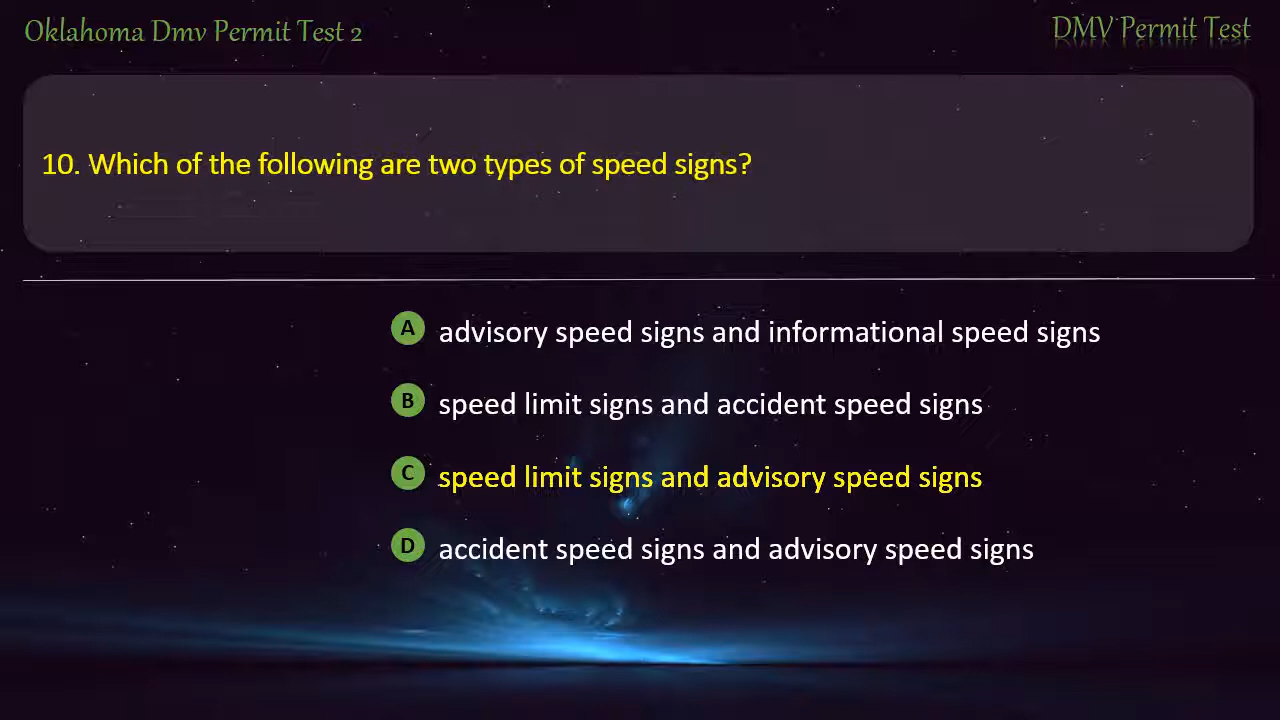 Oklahoma Dmv Permit Test 2
DMV Permit Test
10. Which of the following are two types of speed signs?
A advisory speed signs and informational speed signs
B speed limit signs and accident speed signs
C speed limit signs and advisory speed signs
D accident speed signs and advisory speed signs